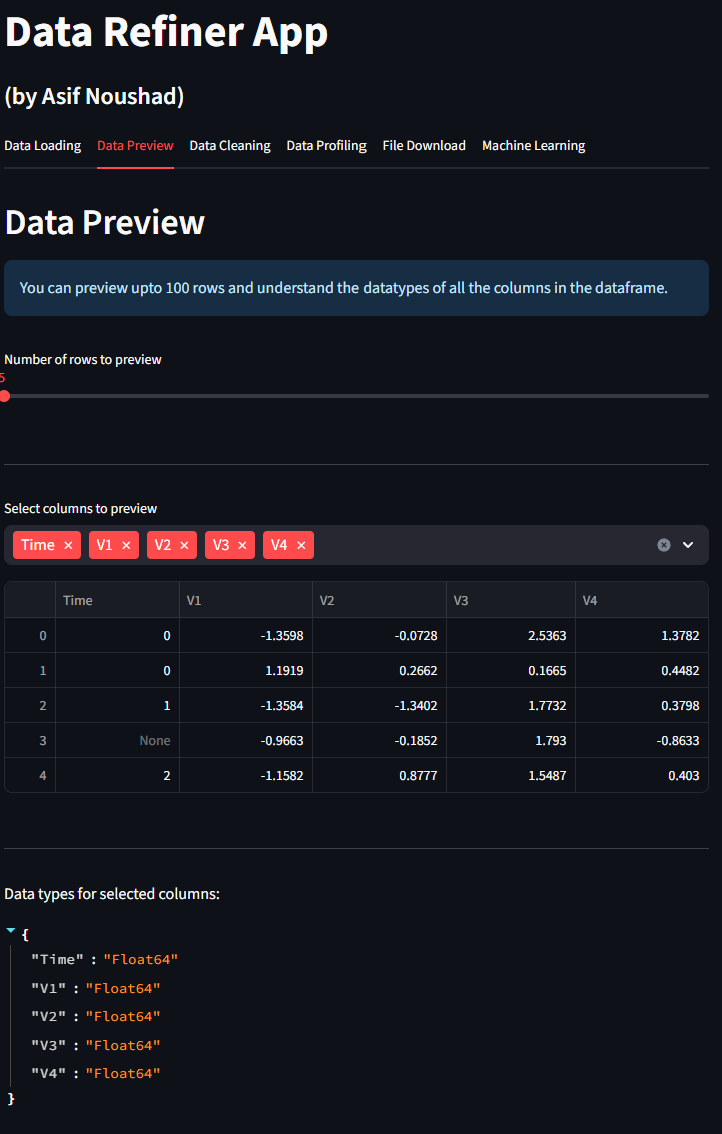 Data Refiner App
(by Asif Noushad)
Data Loading Data Preview Data Cleaning Data Profiling File Download Machine Learning
Data Preview
You can preview upto 100 rows and understand the datatypes of all the columns in the dataframe.
Number of rows to preview
5
Select columns to preview
Time × V1 × V2 × V3 × V4 ×
Time V1 V2 V3 V4
0 0 -1.3598 -0.0728 2.5363 1.3782
1 0 1.1919 0.2662 0.1665 0.4482
2 1 -1.3584 -1.3402 1.7732 0.3798
3 None -0.9663 -0.1852 1.793 -0.8633
4 2 -1.1582 0.8777 1.5487 0.403
Data types for selected columns:
{
"Time" : "Float64"
"V1" : "Float64"
"V2" : "Float64"
"V3" : "Float64"
"V4" : "Float64"
}